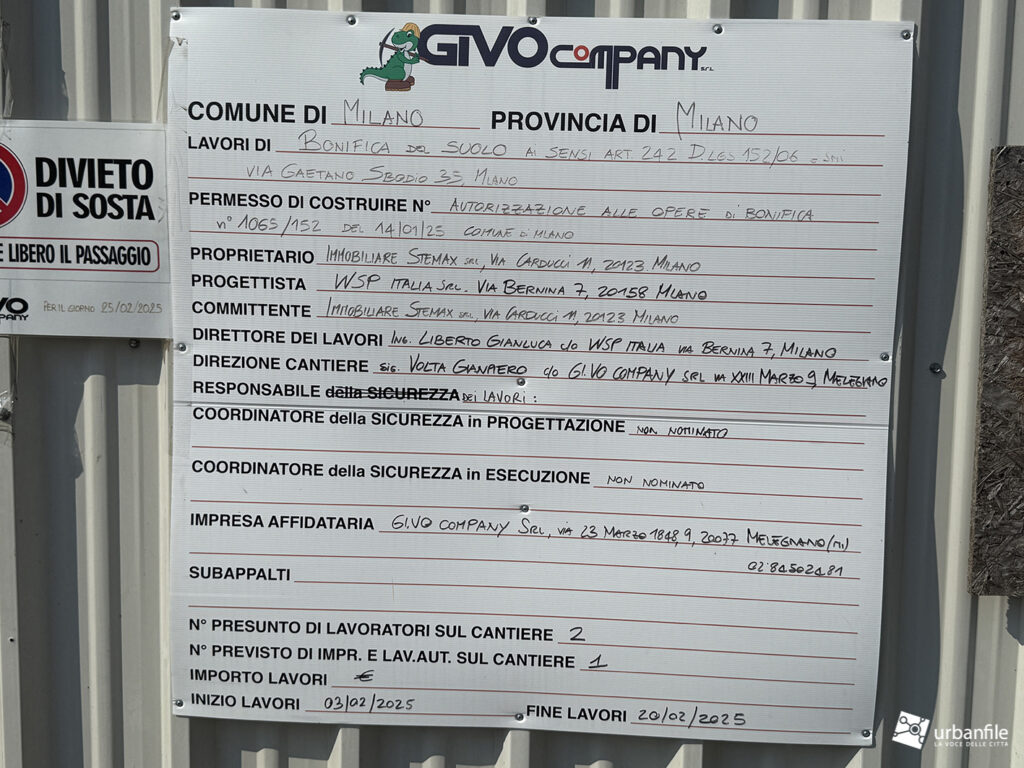 GIVO COMPANY SRL
COMUNE DI MILANO PROVINCIA DI MILANO
LAVORI DI BONIFICA DEL SUOLO AI SENSI ART. 242 D.LGS 152/06 e smi
VIA GAETANO SBODIO 35, MILANO
PERMESSO DI COSTRUIRE N° AUTORIZZAZIONE ALLE OPERE DI BONIFICA
n° 1065/152 DEL 14/01/25 COMUNE DI MILANO
PROPRIETARIO IMMOBILIARE STEMAX SRL, VIA CARDUCCI 11, 20123 MILANO
PROGETTISTA WSP ITALIA SRL. VIA BERNINA 7, 20158 MILANO
COMMITTENTE IMMOBILIARE STEMAX SRL, VIA CARDUCCI 11, 20123 MILANO
DIRETTORE DEI LAVORI ING. LIBERTO GIANLUCA c/o WSP ITALIA VIA BERNINA 7, MILANO
DIREZIONE CANTIERE SIG. VOLTA GIANPIERO c/o GI.VO COMPANY SRL VIA XXIII MARZO 9 MELEGNANO
RESPONSABILE della SICUREZZA DEI LAVORI:
COORDINATORE della SICUREZZA in PROGETTAZIONE NON NOMINATO
COORDINATORE della SICUREZZA in ESECUZIONE NON NOMINATO
IMPRESA AFFIDATARIA GI.VO COMPANY SRL, VIA 23 MARZO 1848, 9, 20077 MELEGNANO (MI)
02 84502481
SUBAPPALTI
N° PRESUNTO DI LAVORATORI SUL CANTIERE 2
N° PREVISTO DI IMPR. E LAV.AUT. SUL CANTIERE 1
IMPORTO LAVORI €
INIZIO LAVORI 03/02/2025 FINE LAVORI 20/02/2025
DIVIETO
DI SOSTA
E LIBERO IL PASSAGGIO
VO
PANY
PER IL GIORNO 25/02/2025
urbanfile
LA VOCE DELLE CITTÀ